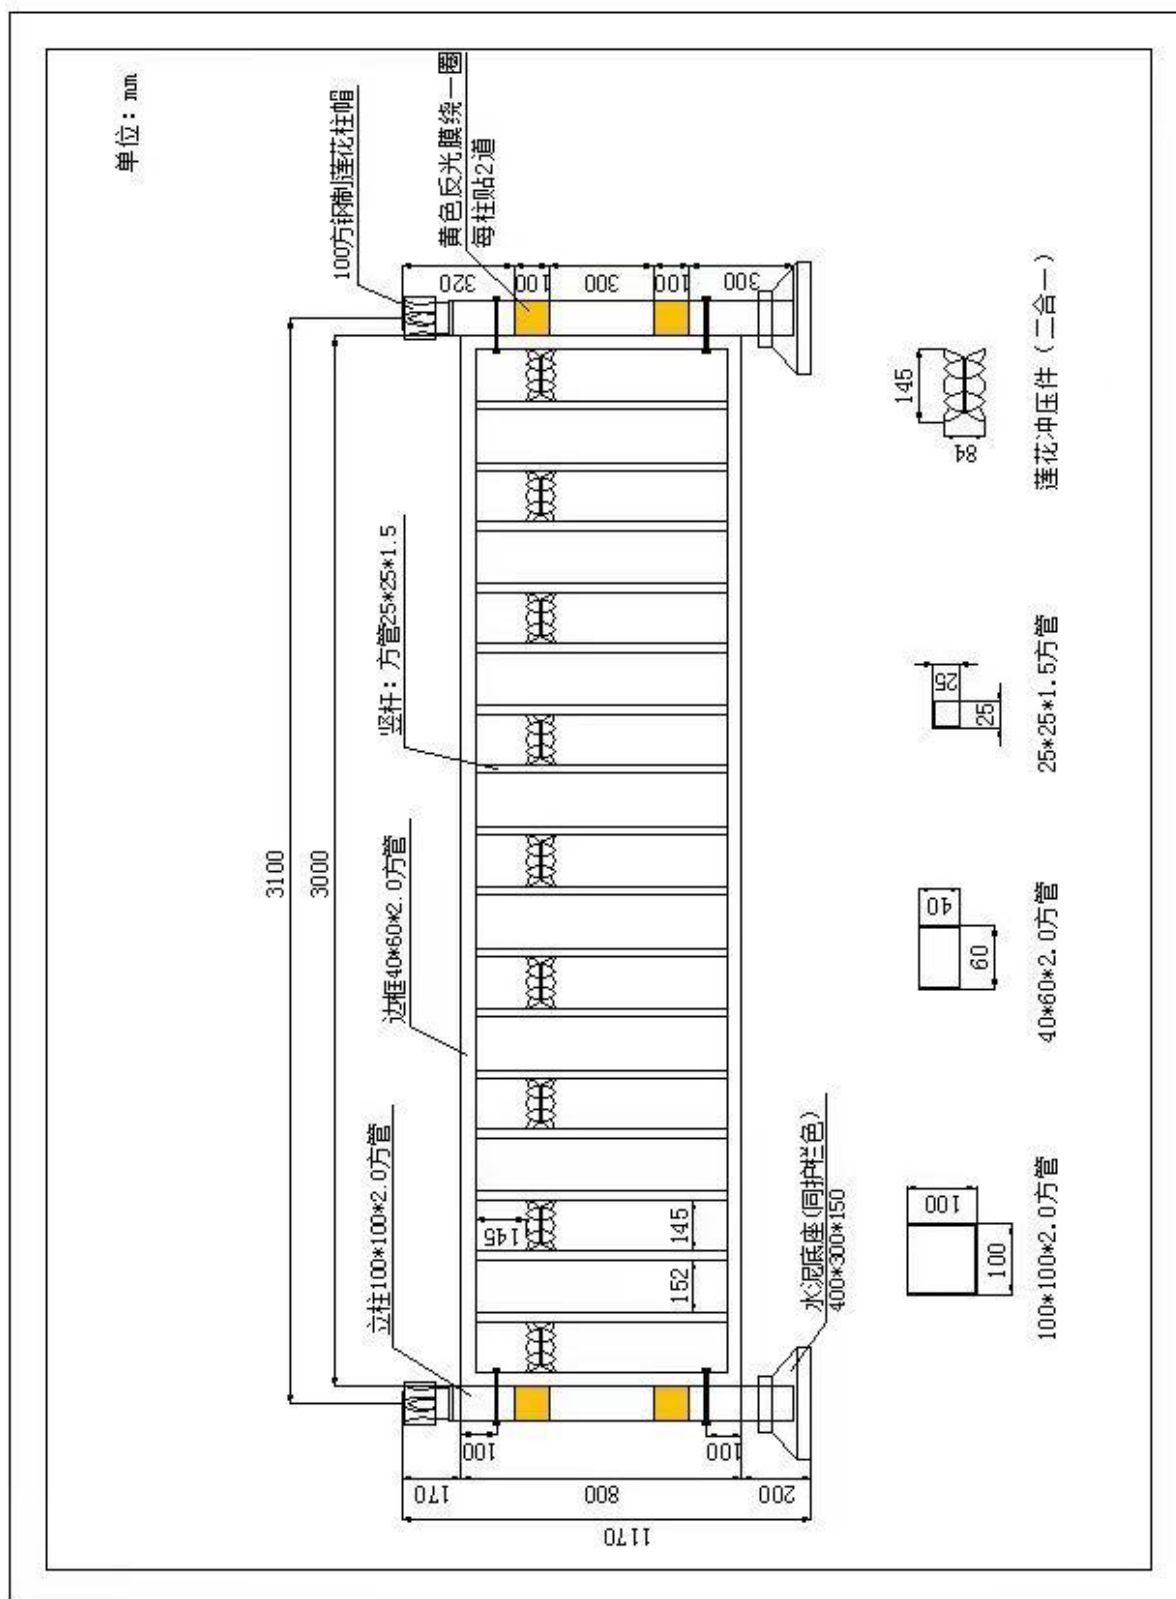 单位：mm
100方钢制莲花柱帽
黄色反光膜绕一圈
每柱贴2道
3100
3000
立柱100*100*2.0方管
边框40*60*2.0方管
竖杆：方管25*25*1.5
1170
170
800
200
100
100
145
152
145
320
100
300
100
300
水泥底座(同护栏色)
400*300*150
100
100
100*100*2.0方管
40
60
40*60*2.0方管
25
25
25*25*1.5方管
145
84
莲花冲压件（二合一）